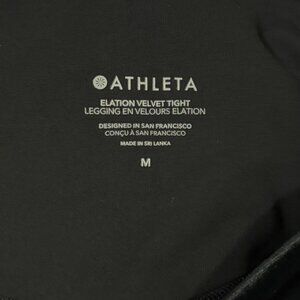 ATHLETA
ELATION VELVET TIGHT
LEGGING EN VELOURS ELATION
DESIGNED IN SAN FRANCISCO
CONÇU À SAN FRANCISCO
MADE IN SRI LANKA
M